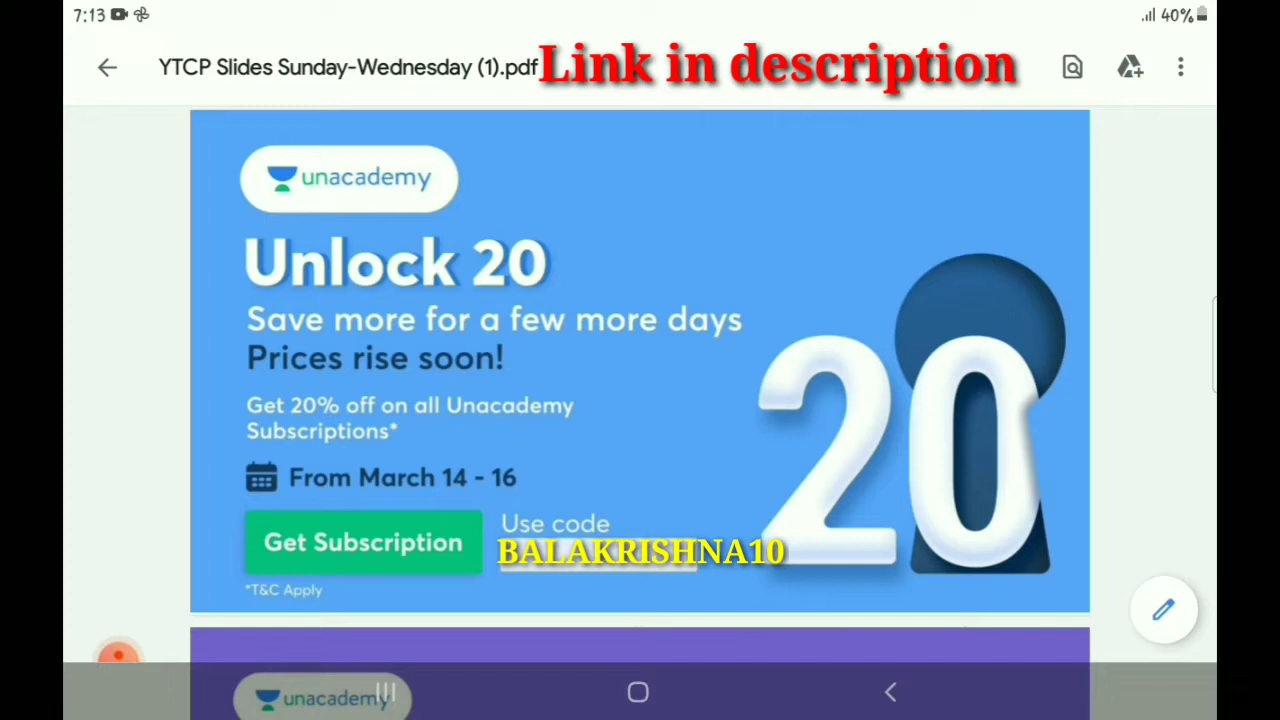 7:13
40%
YTCP Slides Sunday-Wednesday (1).pdf
Link in description
unacademy
Unlock 20
Save more for a few more days
Prices rise soon!
Get 20% off on all Unacademy
Subscriptions*
From March 14 - 16
Get Subscription
Use code
BALAKRISHNA10
*T&C Apply
20
unacademy